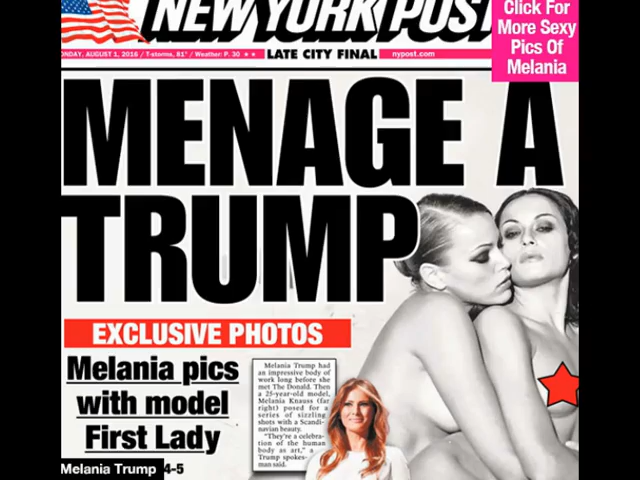 NEW YORK POST
Click For
More Sexy
Pics Of
Melania
ONDAY, AUGUST 1, 2016 / T-storms, 81° / Weather: P. 30 ★★
LATE CITY FINAL
nypost.com
MENAGE A
TRUMP
EXCLUSIVE PHOTOS
Melania pics
with model
First Lady
4-5
Melania Trump had
an impressive body of
work long before she
met The Donald. Then
a 25-year-old model,
Melania Knauss (far
right) posed for a
series of sizzling
shots with a Scandi-
navian beauty.
"They're a celebra-
tion of the human
body as art," a
Trump spokes-
man said.
Melania Trump